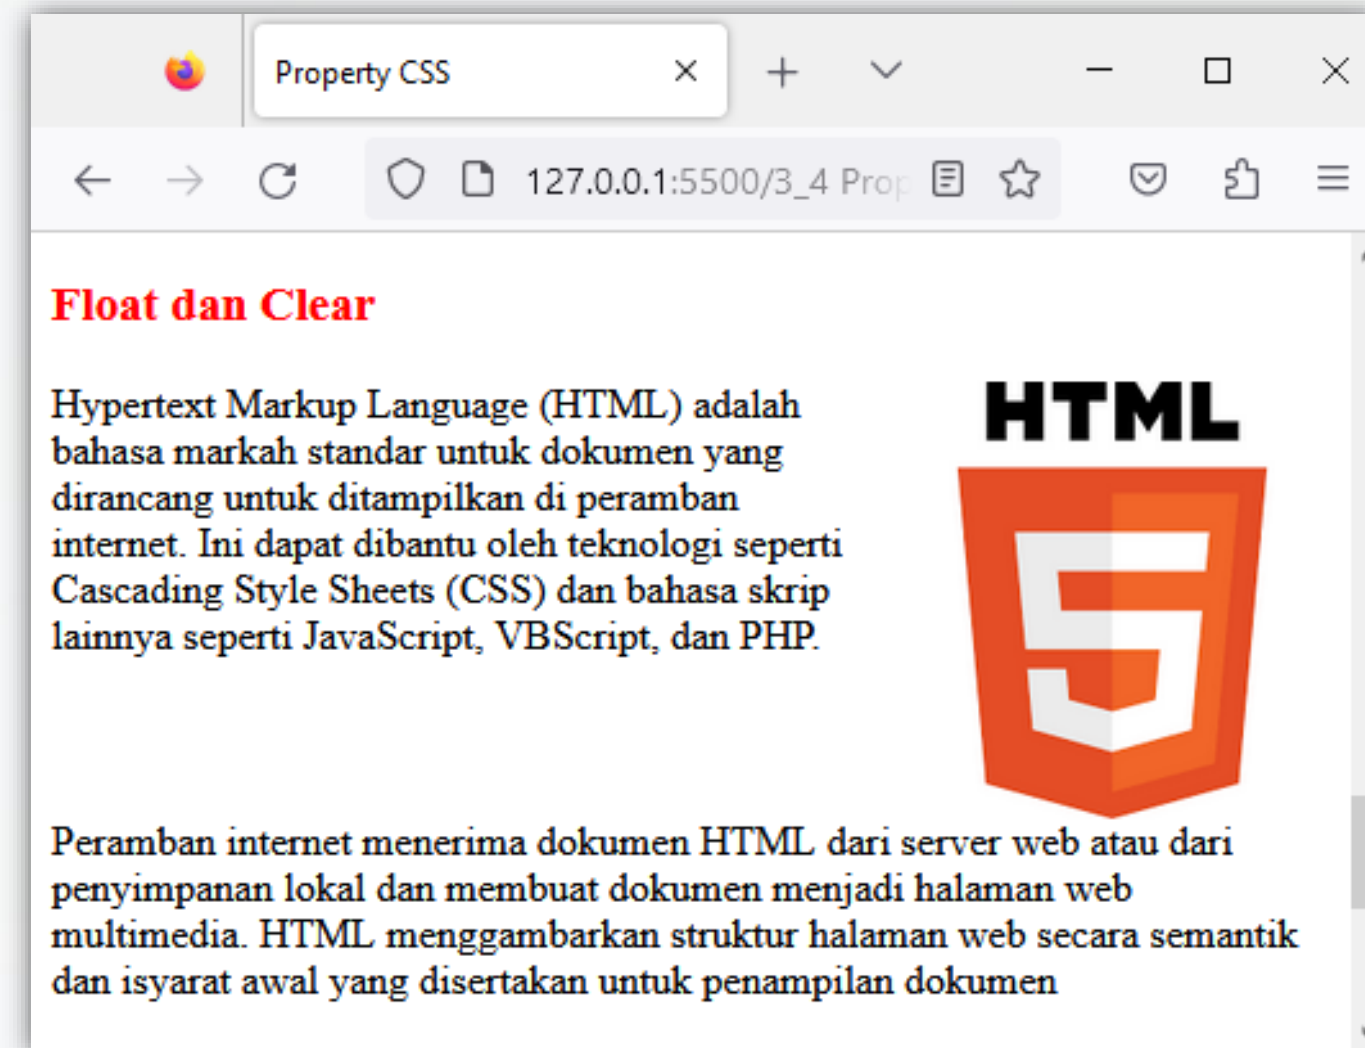 Property CSS
127.0.0.1:5500/3_4 Prop
Float dan Clear
HTML
5
Hypertext Markup Language (HTML) adalah
bahasa markah standar untuk dokumen yang
dirancang untuk ditampilkan di peramban
internet. Ini dapat dibantu oleh teknologi seperti
Cascading Style Sheets (CSS) dan bahasa skrip
lainnya seperti JavaScript, VBScript, dan PHP.
Peramban internet menerima dokumen HTML dari server web atau dari
penyimpanan lokal dan membuat dokumen menjadi halaman web
multimedia. HTML menggambarkan struktur halaman web secara semantik
dan isyarat awal yang disertakan untuk penampilan dokumen